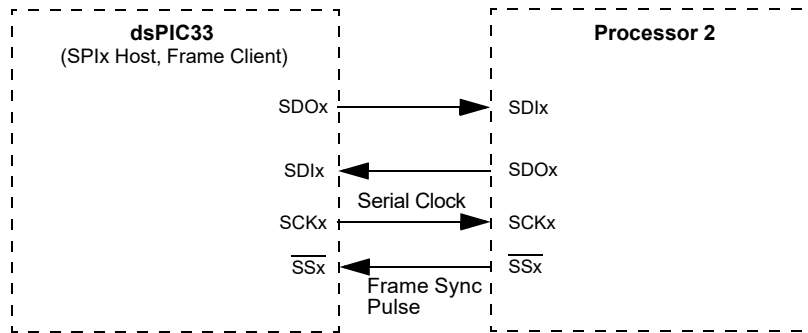 dsPIC33
(SPIx Host, Frame Client)
Processor 2
SDOx
SDIx
SDIx
SDOx
Serial Clock
SCKx
SCKx
SSx
SSx
Frame Sync
Pulse